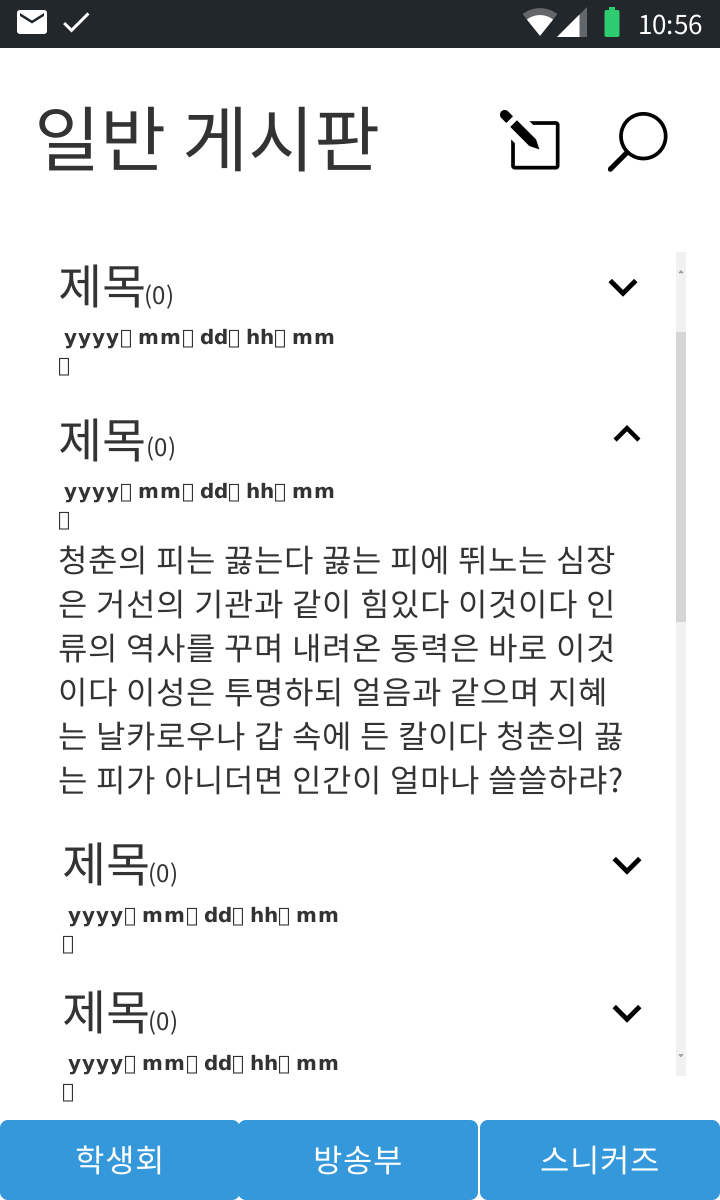 10:56
일반 게시판
제목(0)
yyyy▯ mm▯ dd▯ hh▯ mm
▯
제목(0)
yyyy▯ mm▯ dd▯ hh▯ mm
▯
청춘의 피는 끓는다 끓는 피에 뛰노는 심장
은 거선의 기관과 같이 힘있다 이것이다 인
류의 역사를 꾸며 내려온 동력은 바로 이것
이다 이성은 투명하되 얼음과 같으며 지혜
는 날카로우나 갑 속에 든 칼이다 청춘의 끓
는 피가 아니더면 인간이 얼마나 쓸쓸하랴?
제목(0)
yyyy▯ mm▯ dd▯ hh▯ mm
▯
제목(0)
yyyy▯ mm▯ dd▯ hh▯ mm
▯
학생회 방송부 스니커즈